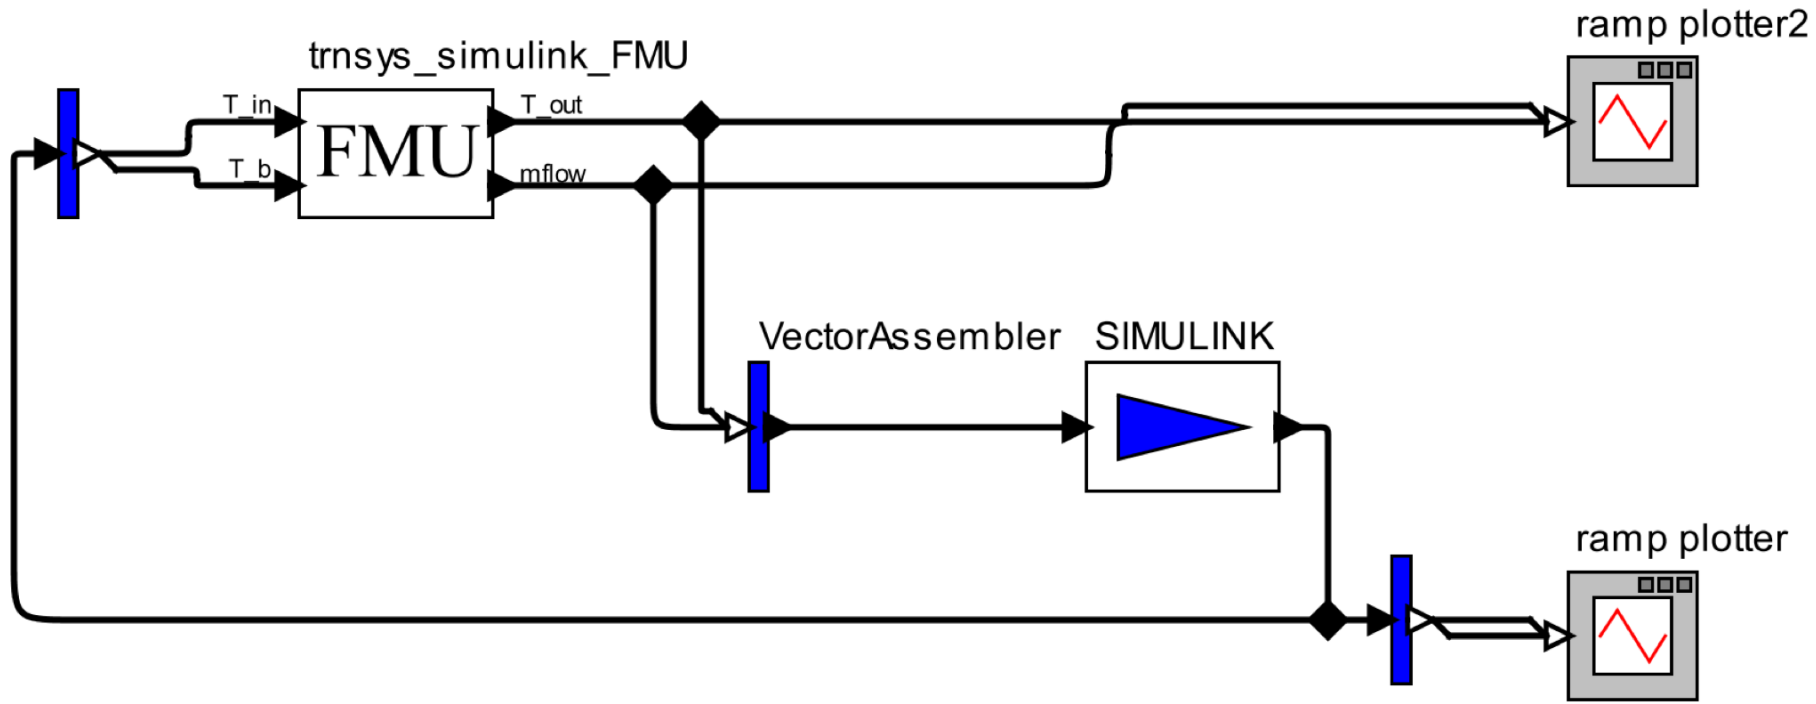 ramp plotter2
trnsys_simulink_FMU
T_in
T_out
FMU
T_b
mflow
VectorAssembler
SIMULINK
ramp plotter